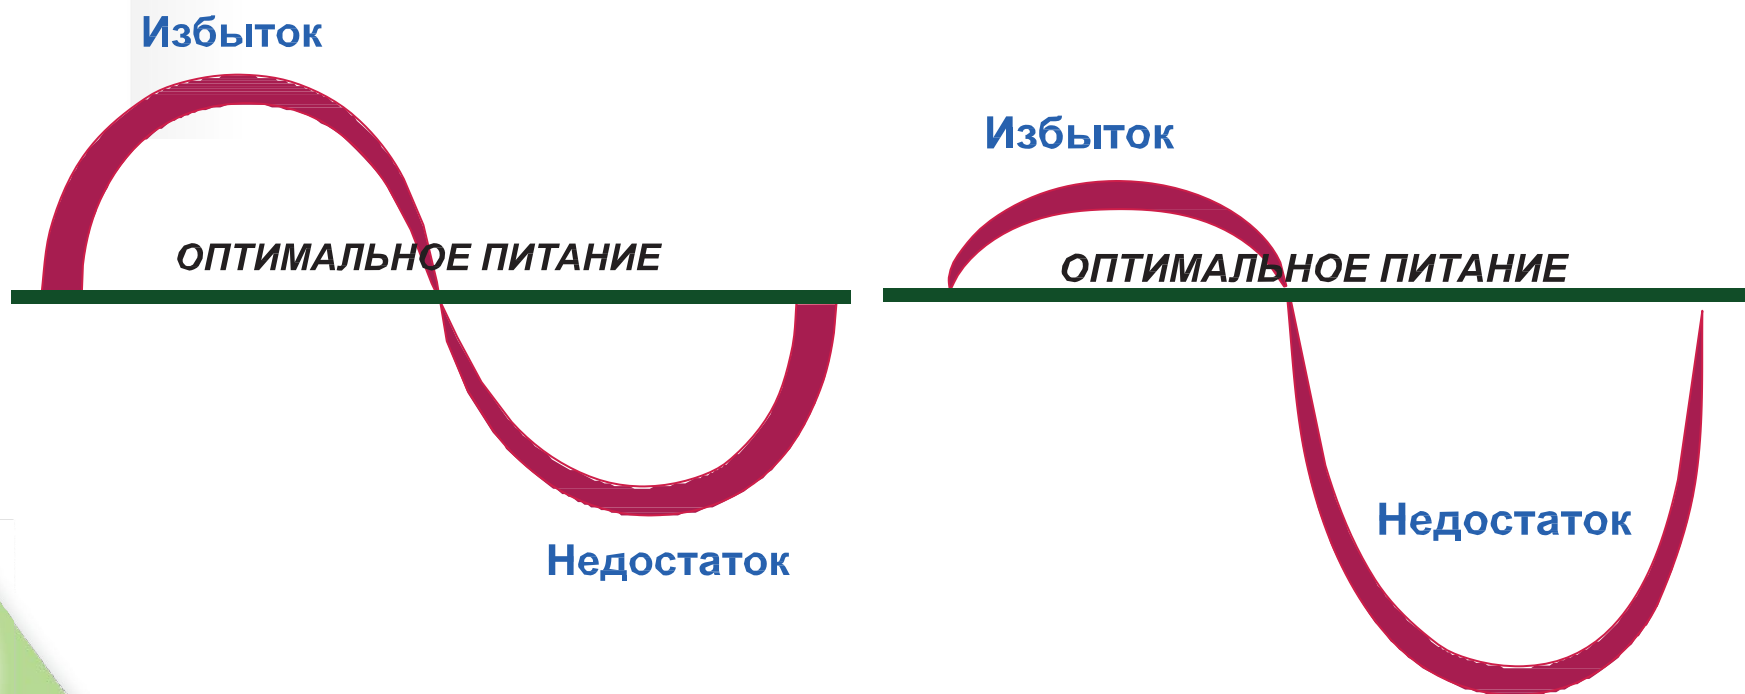 Избыток
ОПТИМАЛЬНОЕ ПИТАНИЕ
Недостаток
Избыток
ОПТИМАЛЬНОЕ ПИТАНИЕ
Недостаток